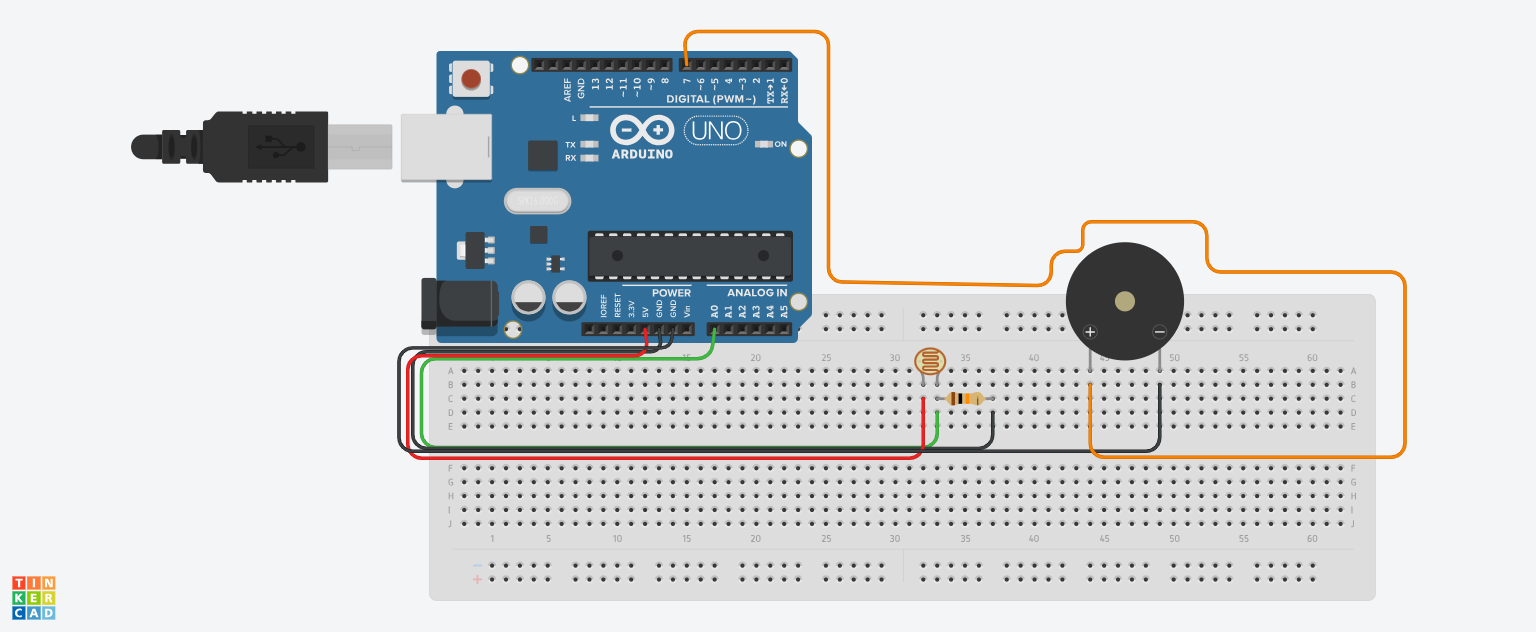 AREF
GND
13
12
~11
~10
~9
8
7
~6
~5
4
~3
2
TX→1
RX←0
DIGITAL (PWM~)
L
TX
RX
ARDUINO
UNO
ON
POWER
ANALOG IN
IOREF
RESET
3.3V
5V
GND
GND
Vin
A0
A1
A2
A3
A4
A5
+ −
15 20 25 30 35 40 45 50 55 60
A A
B B
C C
D D
E E
F F
G G
H H
I I
J J
1 5 10 15 20 25 30 35 40 45 50 55 60
−
+
TIN
KER
CAD